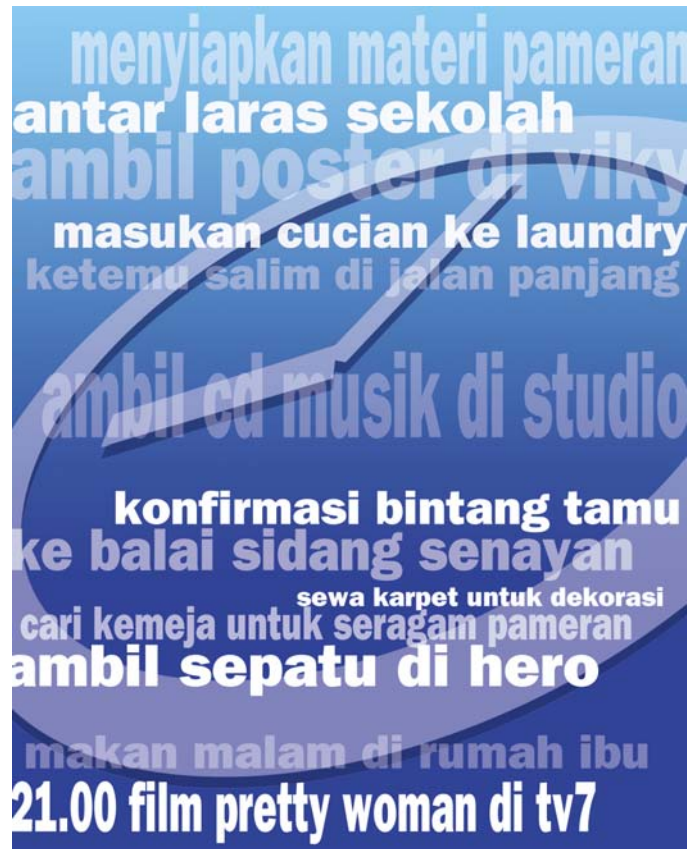 menyiapkan materi pameran
antar laras sekolah
ambil poster di viky
masukan cucian ke laundry
ketemu salim di jalan panjang
ambil cd musik di studio
konfirmasi bintang tamu
ke balai sidang senayan
sewa karpet untuk dekorasi
cari kemeja untuk seragam pameran
ambil sepatu di hero
makan malam di rumah ibu
21.00 film pretty woman di tv7